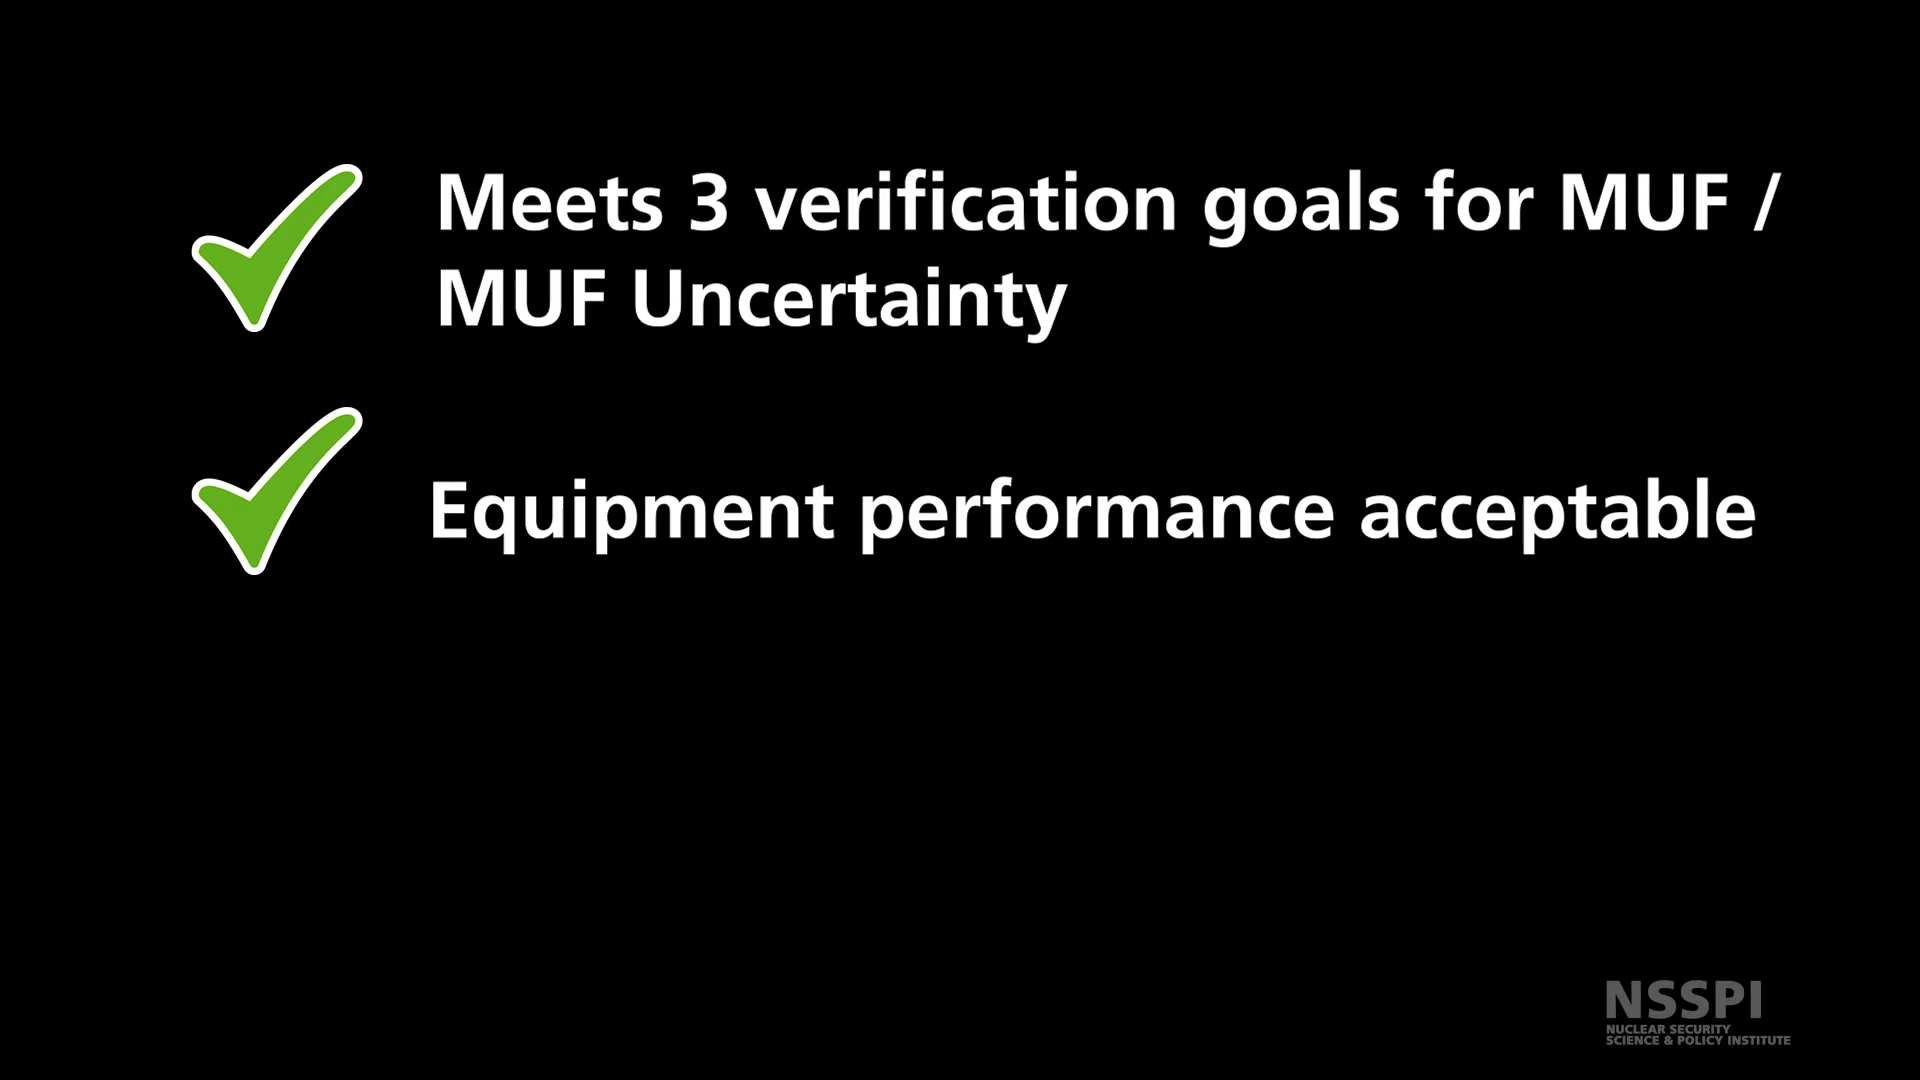 Meets 3 verification goals for MUF /
MUF Uncertainty
Equipment performance acceptable
NSSPI
NUCLEAR SECURITY
SCIENCE & POLICY INSTITUTE